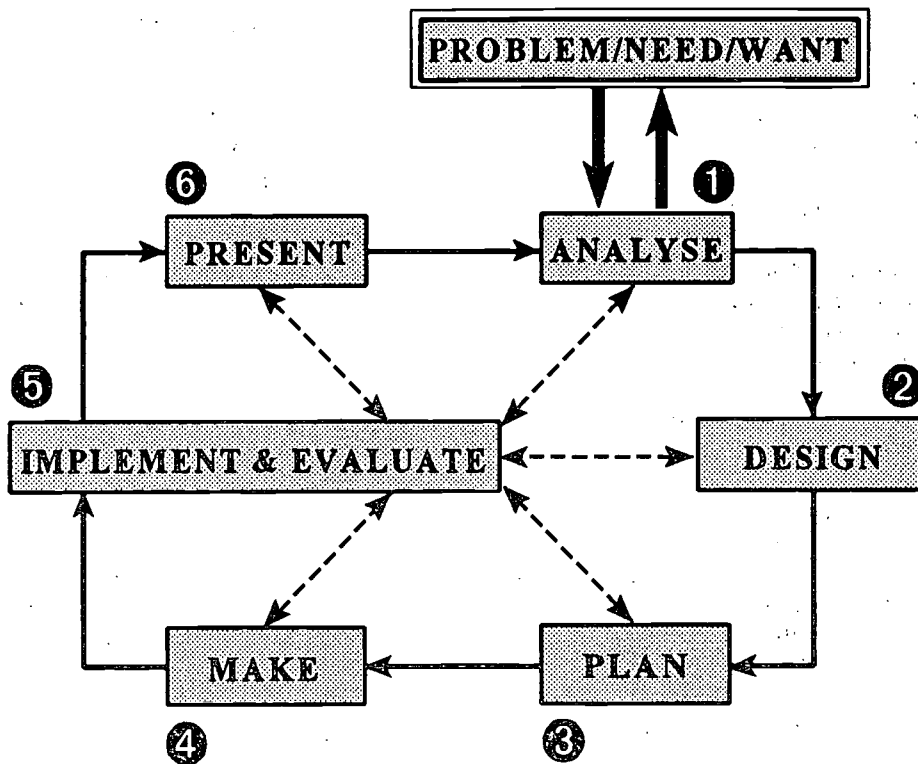 PROBLEM/NEED/WANT
6
1
PRESENT
ANALYSE
5
2
IMPLEMENT & EVALUATE
DESIGN
MAKE
PLAN
4
3